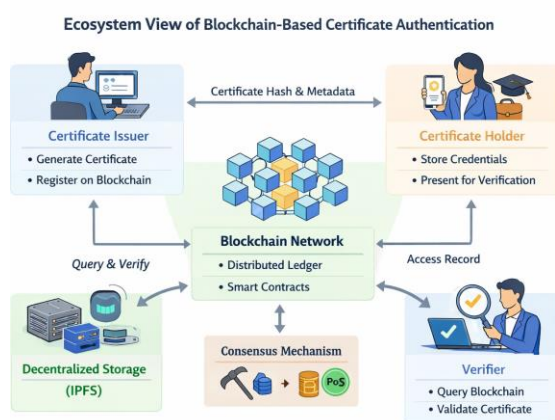 Ecosystem View of Blockchain-Based Certificate Authentication
Certificate Hash & Metadata
Certificate Issuer
• Generate Certificate
• Register on Blockchain
Certificate Holder
• Store Credentials
• Present for Verification
Blockchain Network
• Distributed Ledger
• Smart Contracts
Query & Verify
Access Record
Decentralized Storage
(IPFS)
Consensus Mechanism
PoS
Verifier
• Query Blockchain
• Validate Certificate